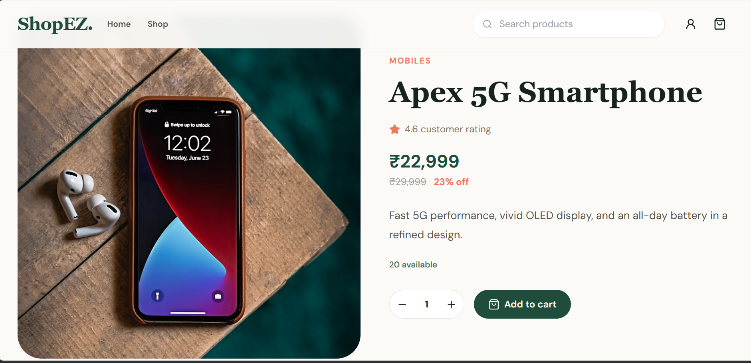 ShopEZ. Home Shop Search products
MOBILES
Apex 5G Smartphone
4.6 customer rating
₹22,999
₹29,999 23% off
Fast 5G performance, vivid OLED display, and an all-day battery in a
refined design.
20 available
− 1 + Add to cart
Swipe up to unlock
12:02
Tuesday, June 23